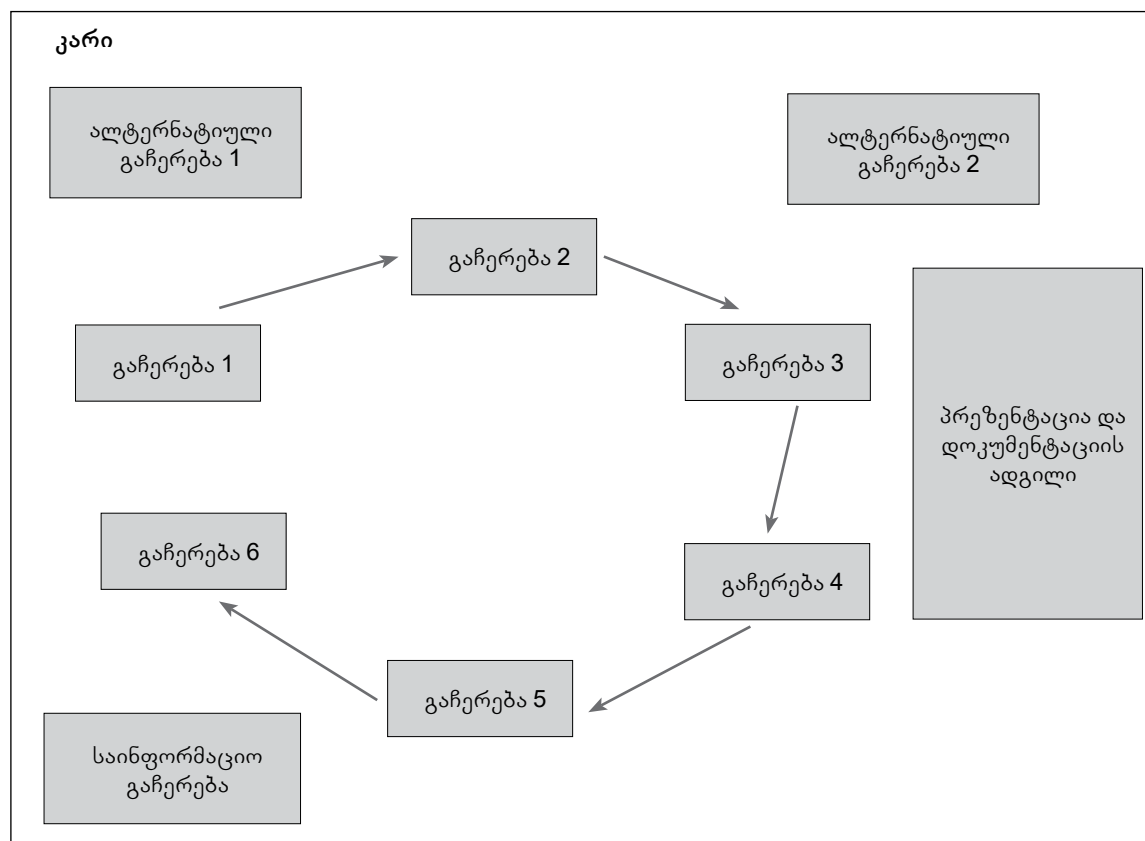 კარი
ალტერნატიული
გაჩერება 1
ალტერნატიული
გაჩერება 2
გაჩერება 2
გაჩერება 1
გაჩერება 3
პრეზენტაცია და
დოკუმენტაციის
ადგილი
გაჩერება 6
გაჩერება 4
გაჩერება 5
საინფორმაციო
გაჩერება